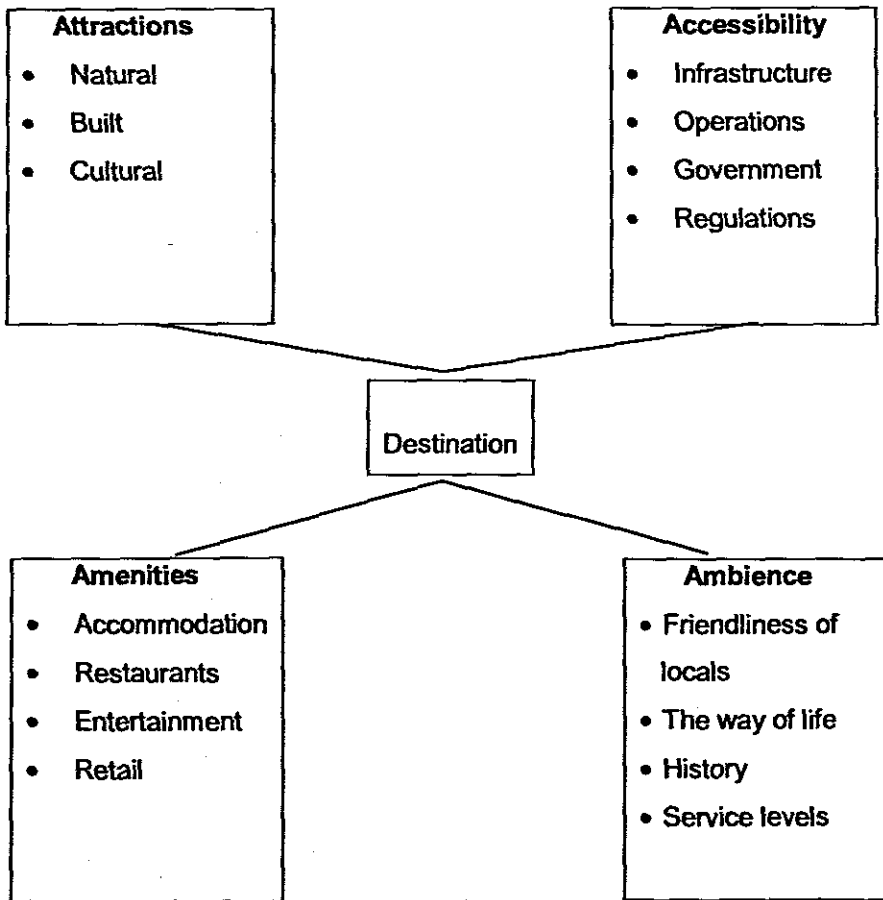 Attractions
• Natural
• Built
• Cultural
Accessibility
• Infrastructure
• Operations
• Government
• Regulations
Destination
Amenities
• Accommodation
• Restaurants
• Entertainment
• Retail
Ambience
• Friendliness of
locals
• The way of life
• History
• Service levels